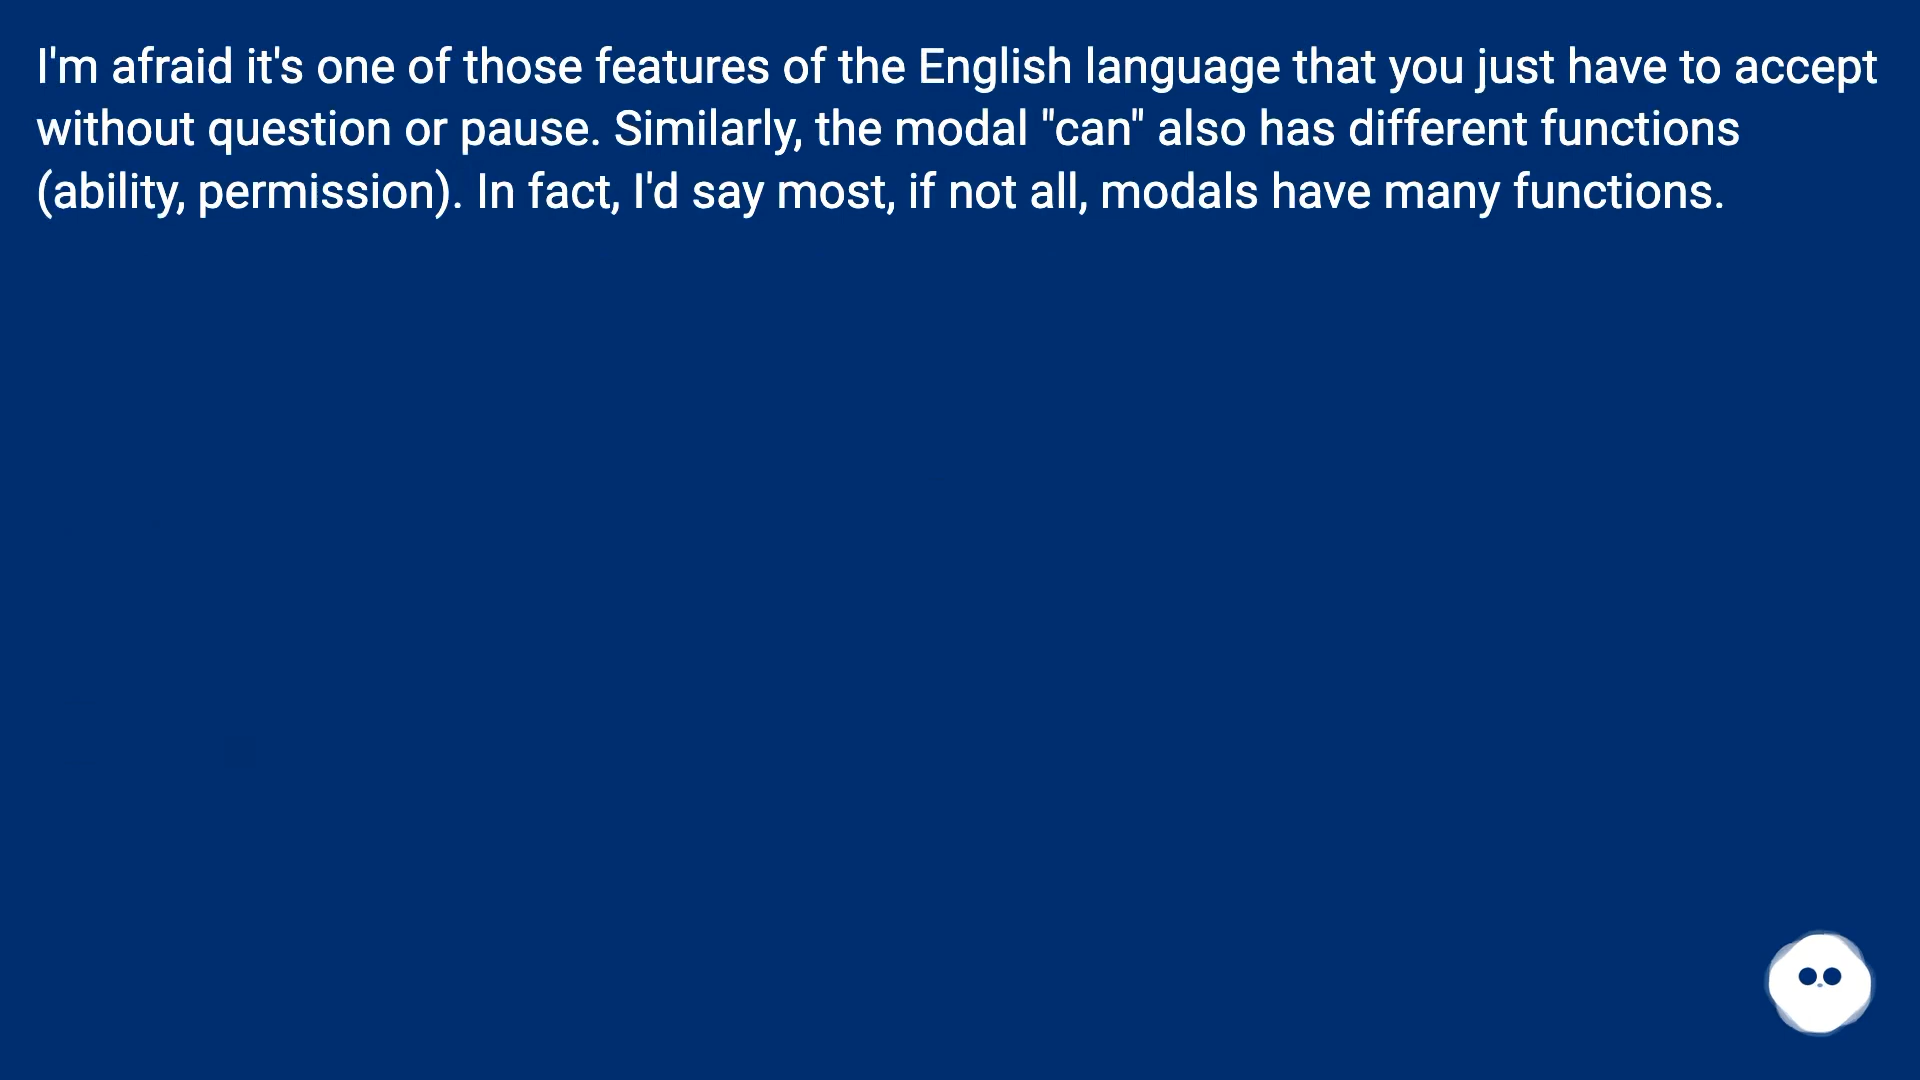 I'm afraid it's one of those features of the English language that you just have to accept
without question or pause. Similarly, the modal "can" also has different functions
(ability, permission). In fact, I'd say most, if not all, modals have many functions.